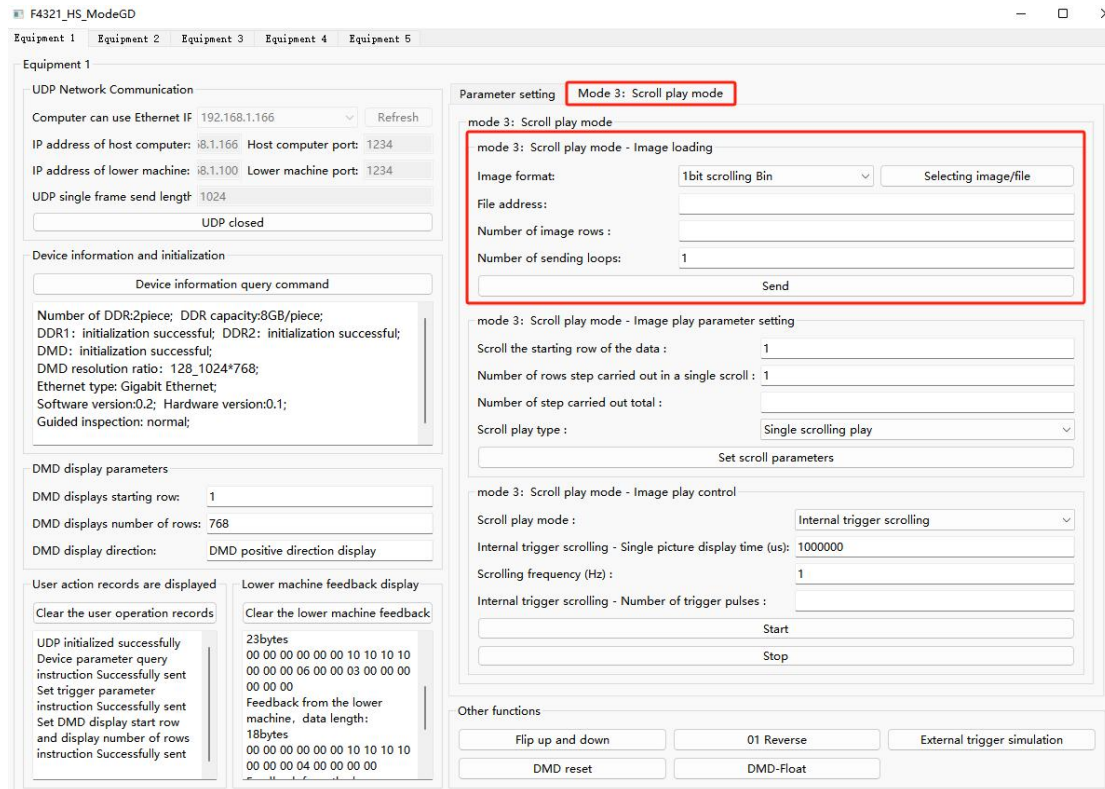 F4321_HS_ModeGD
Equipment 1 Equipment 2 Equipment 3 Equipment 4 Equipment 5
Equipment 1
UDP Network Communication
Computer can use Ethernet IF 192.168.1.166 Refresh
IP address of host computer: i8.1.166 Host computer port: 1234
IP address of lower machine: i8.1.100 Lower machine port: 1234
UDP single frame send length 1024
UDP closed
Device information and initialization
Device information query command
Number of DDR:2piece; DDR capacity:8GB/piece;
DDR1: initialization successful; DDR2: initialization successful;
DMD: initialization successful;
DMD resolution ratio: 128_1024*768;
Ethernet type: Gigabit Ethernet;
Software version:0.2; Hardware version:0.1;
Guided inspection: normal;
DMD display parameters
DMD displays starting row: 1
DMD displays number of rows: 768
DMD display direction: DMD positive direction display
User action records are displayed
Clear the user operation records
UDP initialized successfully
Device parameter query
instruction Successfully sent
Set trigger parameter
instruction Successfully sent
Set DMD display start row
and display number of rows
instruction Successfully sent
Lower machine feedback display
Clear the lower machine feedback
23bytes
00 00 00 00 00 00 10 10 10 10
00 00 00 06 00 00 03 00 00 00
00 00 00
Feedback from the lower
machine, data length:
18bytes
00 00 00 00 00 00 10 10 10 10
00 00 00 04 00 00 00 00
Parameter setting Mode 3: Scroll play mode
mode 3: Scroll play mode
mode 3: Scroll play mode - Image loading
Image format: 1bit scrolling Bin Selecting image/file
File address:
Number of image rows :
Number of sending loops: 1
Send
mode 3: Scroll play mode - Image play parameter setting
Scroll the starting row of the data : 1
Number of rows step carried out in a single scroll : 1
Number of step carried out total :
Scroll play type : Single scrolling play
Set scroll parameters
mode 3: Scroll play mode - Image play control
Scroll play mode : Internal trigger scrolling
Internal trigger scrolling - Single picture display time (us): 1000000
Scrolling frequency (Hz) : 1
Internal trigger scrolling - Number of trigger pulses :
Start
Stop
Other functions
Flip up and down 01 Reverse External trigger simulation
DMD reset DMD-Float